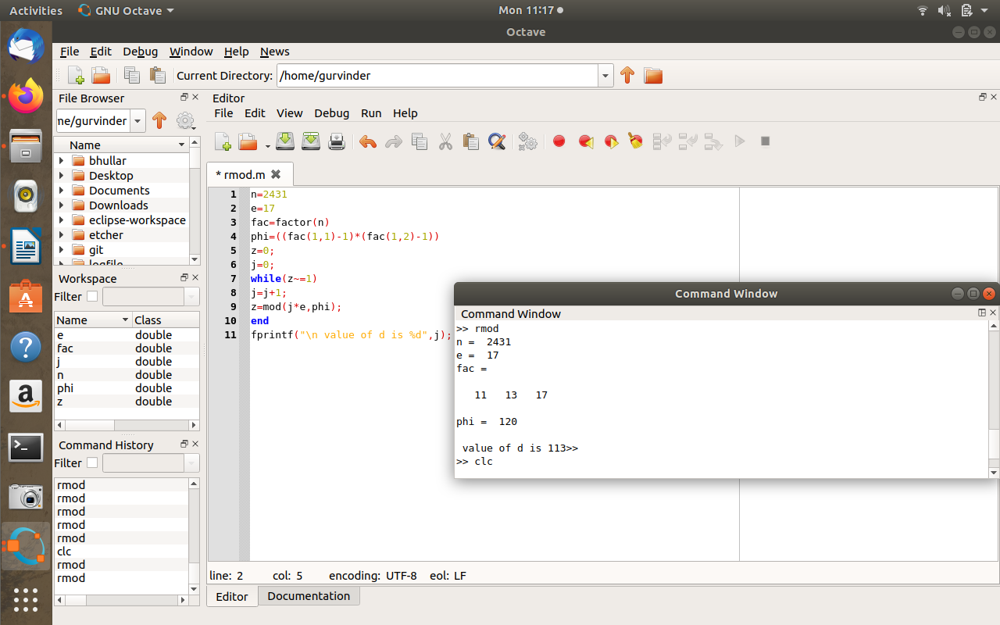 Activities GNU Octave Mon 11:17
Octave
File Edit Debug Window Help News
Current Directory: /home/gurvinder
File Browser
ne/gurvinder
Name
bhullar
Desktop
Documents
Downloads
eclipse-workspace
etcher
git
logfile
Workspace
Filter
Name Class
e double
fac double
j double
n double
phi double
z double
Command History
Filter
rmod
rmod
rmod
rmod
rmod
clc
rmod
rmod
Editor
File Edit View Debug Run Help
* rmod.m
1 n=2431
2 e=17
3 fac=factor(n)
4 phi=((fac(1,1)-1)*(fac(1,2)-1))
5 z=0;
6 j=0;
7 while(z~=1)
8 j=j+1;
9 z=mod(j*e,phi);
10 end
11 fprintf("\n value of d is %d",j);
Command Window
Command Window
>> rmod
n = 2431
e = 17
fac =
11 13 17
phi = 120
value of d is 113>>
>> clc
line: 2 col: 5 encoding: UTF-8 eol: LF
Editor Documentation